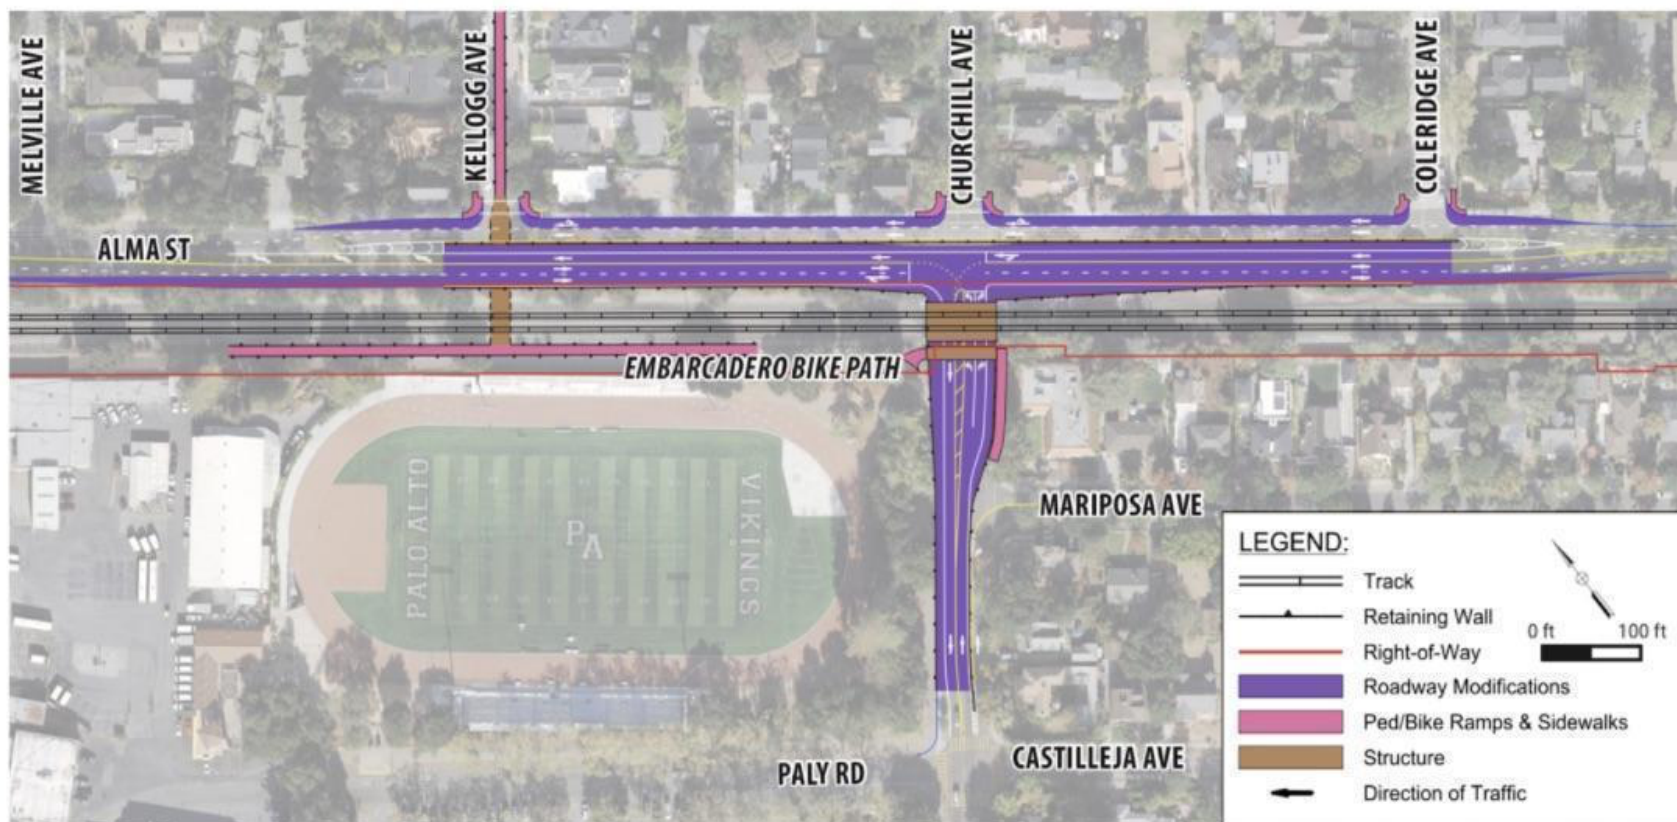 MELVILLE AVE
KELLOGG AVE
CHURCHILL AVE
COLERIDGE AVE
ALMA ST
EMBARCADERO BIKE PATH
PALO ALTO
PA
VIKINGS
MARIPOSA AVE
PALY RD
CASTILLEJA AVE
LEGEND:
Track
Retaining Wall
Right-of-Way
Roadway Modifications
Ped/Bike Ramps & Sidewalks
Structure
Direction of Traffic
0 ft 100 ft